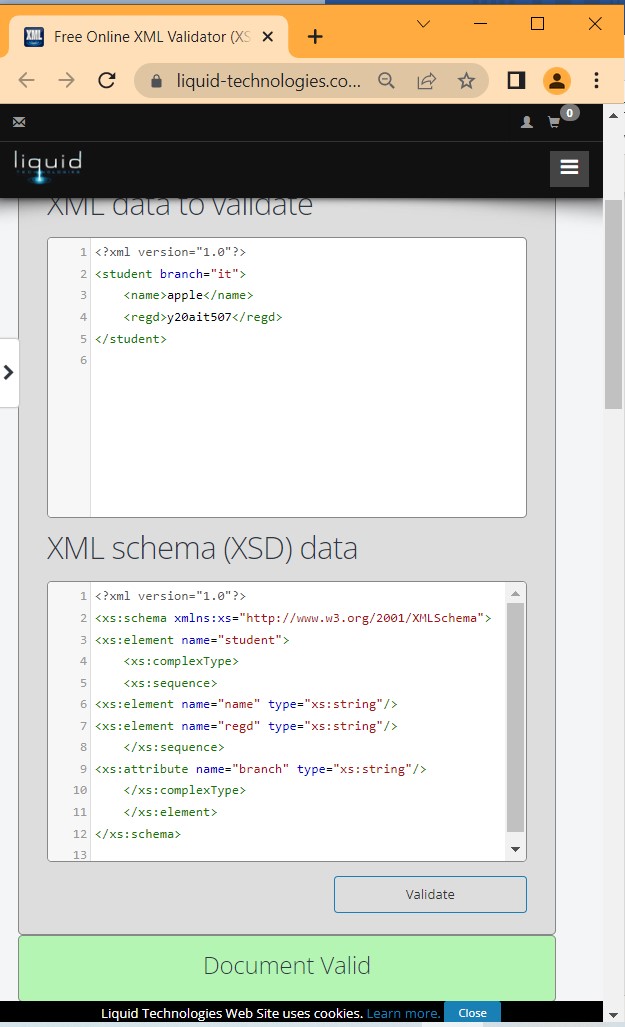 Free Online XML Validator (XS
liquid-technologies.co...
0
liquid
TECHNOLOGIES
XML data to validate
1 <?xml version="1.0"?>
2 <student branch="it">
3     <name>apple</name>
4     <regd>y20ait507</regd>
5 </student>
6
XML schema (XSD) data
1 <?xml version="1.0"?>
2 <xs:schema xmlns:xs="http://www.w3.org/2001/XMLSchema">
3 <xs:element name="student">
4     <xs:complexType>
5     <xs:sequence>
6 <xs:element name="name" type="xs:string"/>
7 <xs:element name="regd" type="xs:string"/>
8     </xs:sequence>
9 <xs:attribute name="branch" type="xs:string"/>
10     </xs:complexType>
11     </xs:element>
12 </xs:schema>
13
Validate
Document Valid
Liquid Technologies Web Site uses cookies. Learn more. Close